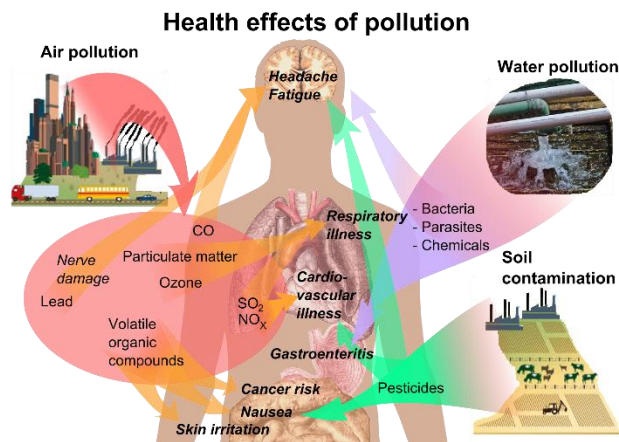 Health effects of pollution
Air pollution
Water pollution
Headache
Fatigue
- Bacteria
- Parasites
- Chemicals
CO
Particulate matter
Ozone
Nerve
damage
Lead
SO2
NOX
Volatile
organic
compounds
Respiratory
illness
Cardio-
vascular
illness
Soil
contamination
Gastroenteritis
Pesticides
Cancer risk
Nausea
Skin irritation